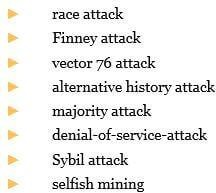 race attack
Finney attack
vector 76 attack
alternative history attack
majority attack
denial-of-service-attack
Sybil attack
selfish mining